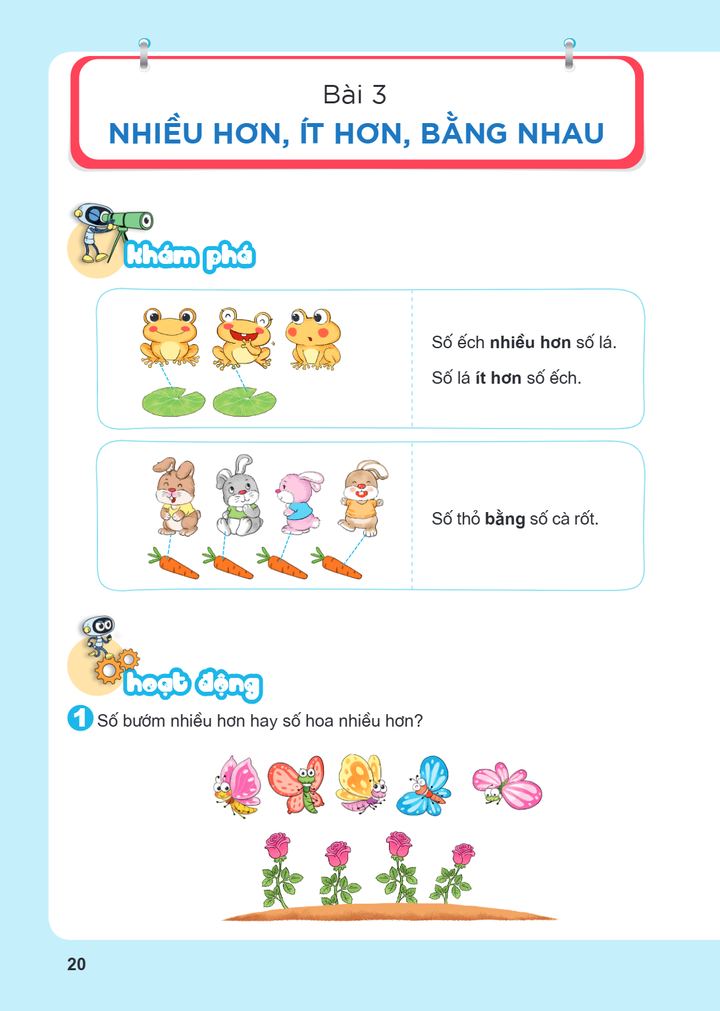 Bài 3
NHIỀU HƠN, ÍT HƠN, BẰNG NHAU
khám phá
Số ếch nhiều hơn số lá.
Số lá ít hơn số ếch.
Số thỏ bằng số cà rốt.
hoạt động
1 Số bướm nhiều hơn hay số hoa nhiều hơn?
20